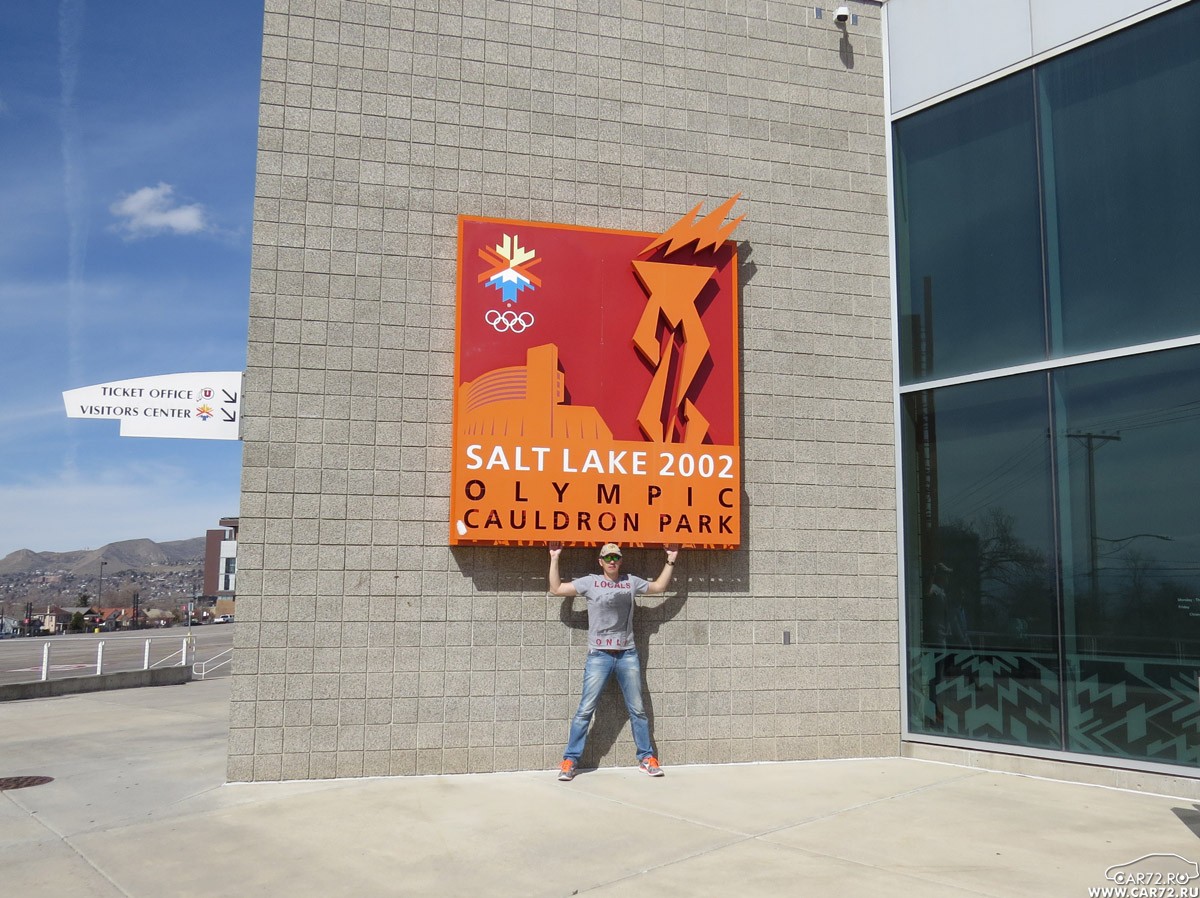 TICKET OFFICE U
VISITORS CENTER
SALT LAKE 2002
OLYMPIC
CAULDRON PARK
LOCALS
ONLY
CAR72.RU
WWW.CAR72.RU